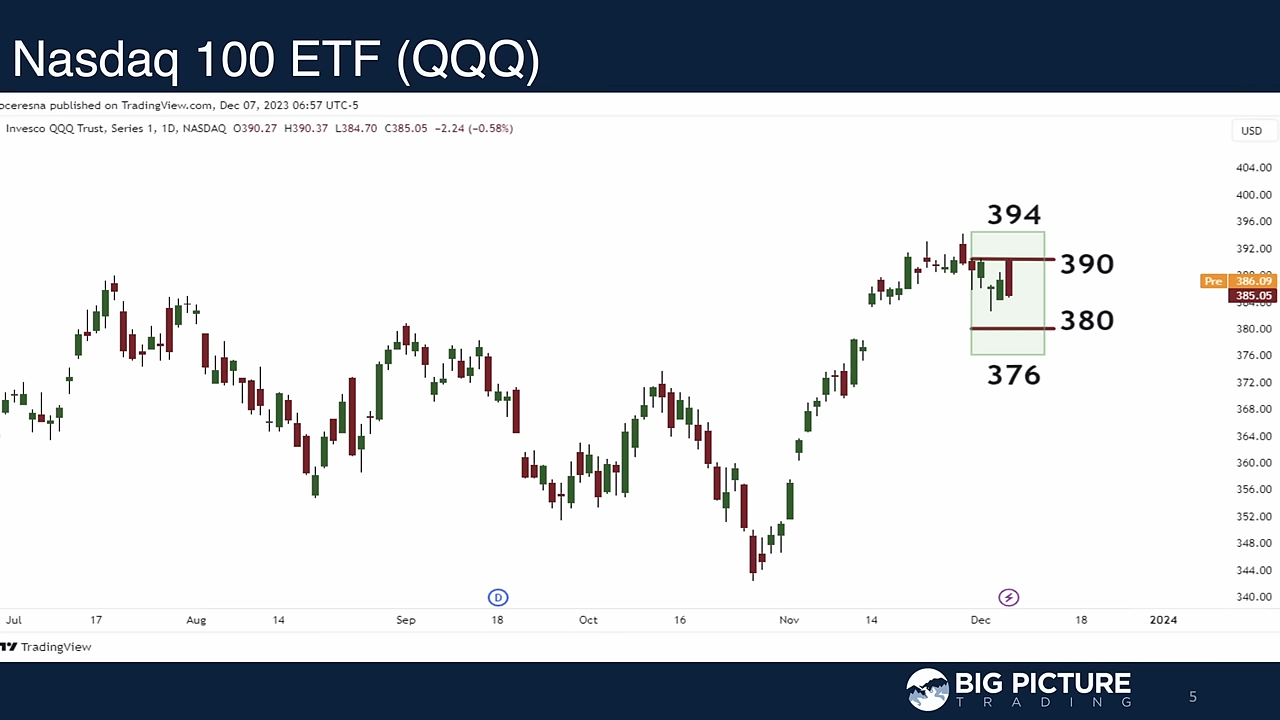 Nasdaq 100 ETF (QQQ)
oceresna published on TradingView.com, Dec 07, 2023 06:57 UTC-5
Invesco QQQ Trust, Series 1, 1D, NASDAQ O390.27 H390.37 L384.70 C385.05 −2.24 (−0.58%)
USD
404.00
400.00
396.00
394
392.00
390
Pre 386.09
385.05
380
380.00
376.00
376
372.00
368.00
364.00
360.00
356.00
352.00
348.00
344.00
340.00
D
Jul 17 Aug 14 Sep 18 Oct 16 Nov 14 Dec 18 2024
TradingView
BIG PICTURE
TRADING
5